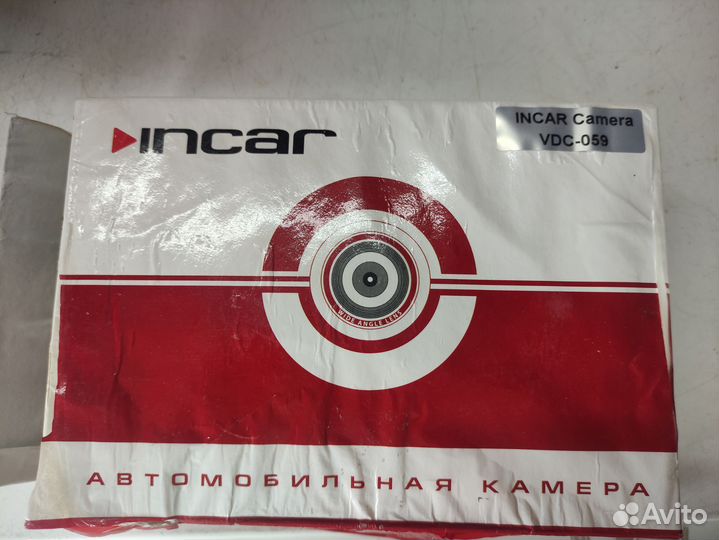 incar
INCAR Camera
VDC-059
WIDE ANGLE LENS
АВТОМОБИЛЬНАЯ КАМЕРА
Avito